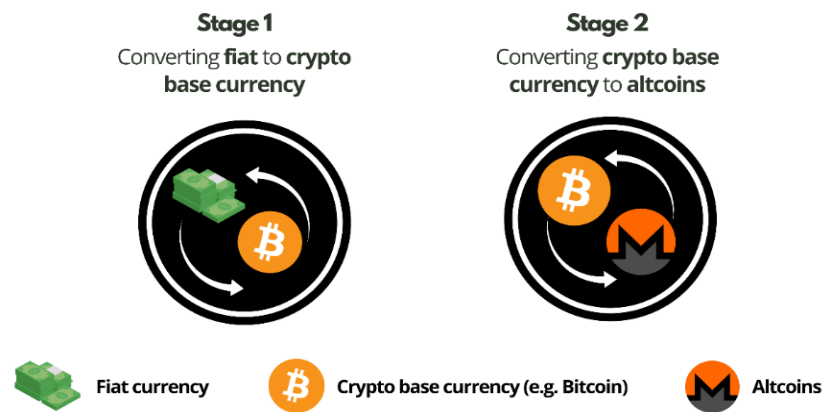 Stage 1
Converting fiat to crypto
base currency
Stage 2
Converting crypto base
currency to altcoins
Fiat currency
Crypto base currency (e.g. Bitcoin)
Altcoins